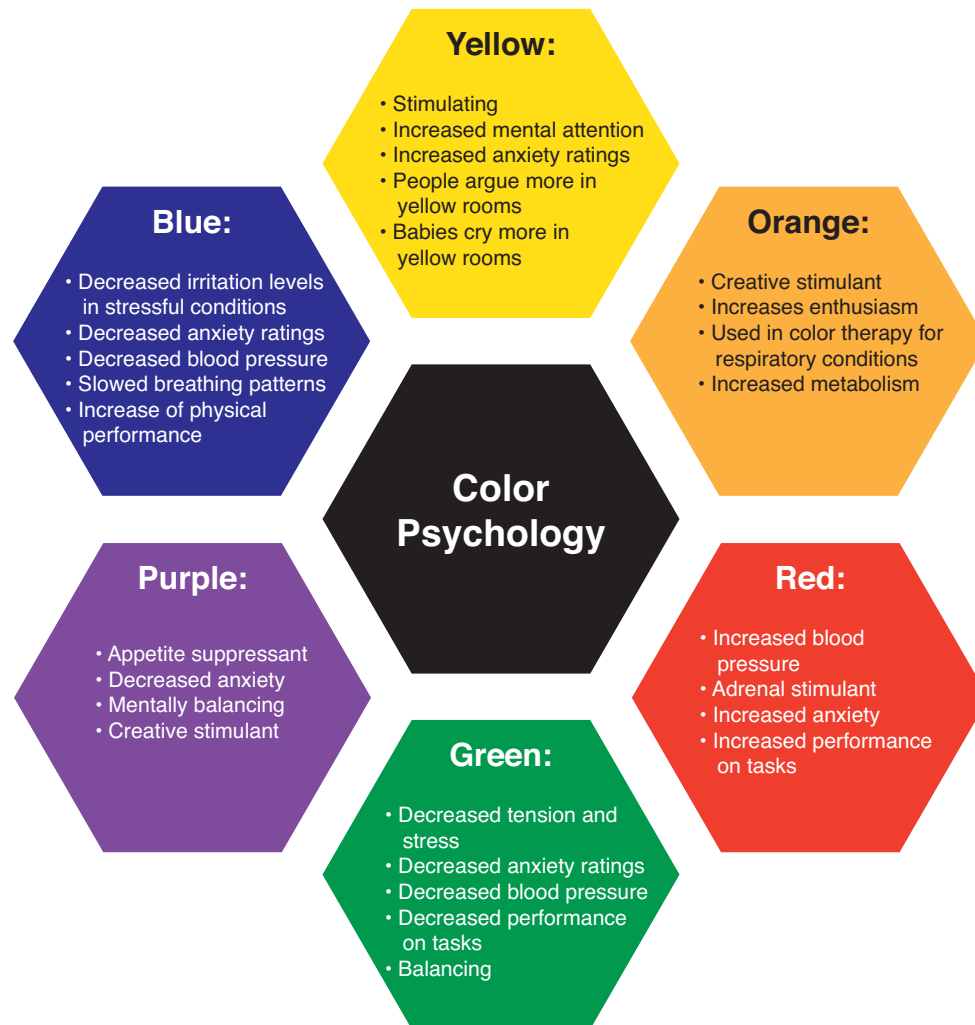 Yellow:
• Stimulating
• Increased mental attention
• Increased anxiety ratings
• People argue more in
yellow rooms
• Babies cry more in
yellow rooms
Blue:
• Decreased irritation levels
in stressful conditions
• Decreased anxiety ratings
• Decreased blood pressure
• Slowed breathing patterns
• Increase of physical
performance
Orange:
• Creative stimulant
• Increases enthusiasm
• Used in color therapy for
respiratory conditions
• Increased metabolism
Color
Psychology
Purple:
• Appetite suppressant
• Decreased anxiety
• Mentally balancing
• Creative stimulant
Red:
• Increased blood
pressure
• Adrenal stimulant
• Increased anxiety
• Increased performance
on tasks
Green:
• Decreased tension and
stress
• Decreased anxiety ratings
• Decreased blood pressure
• Decreased performance
on tasks
• Balancing